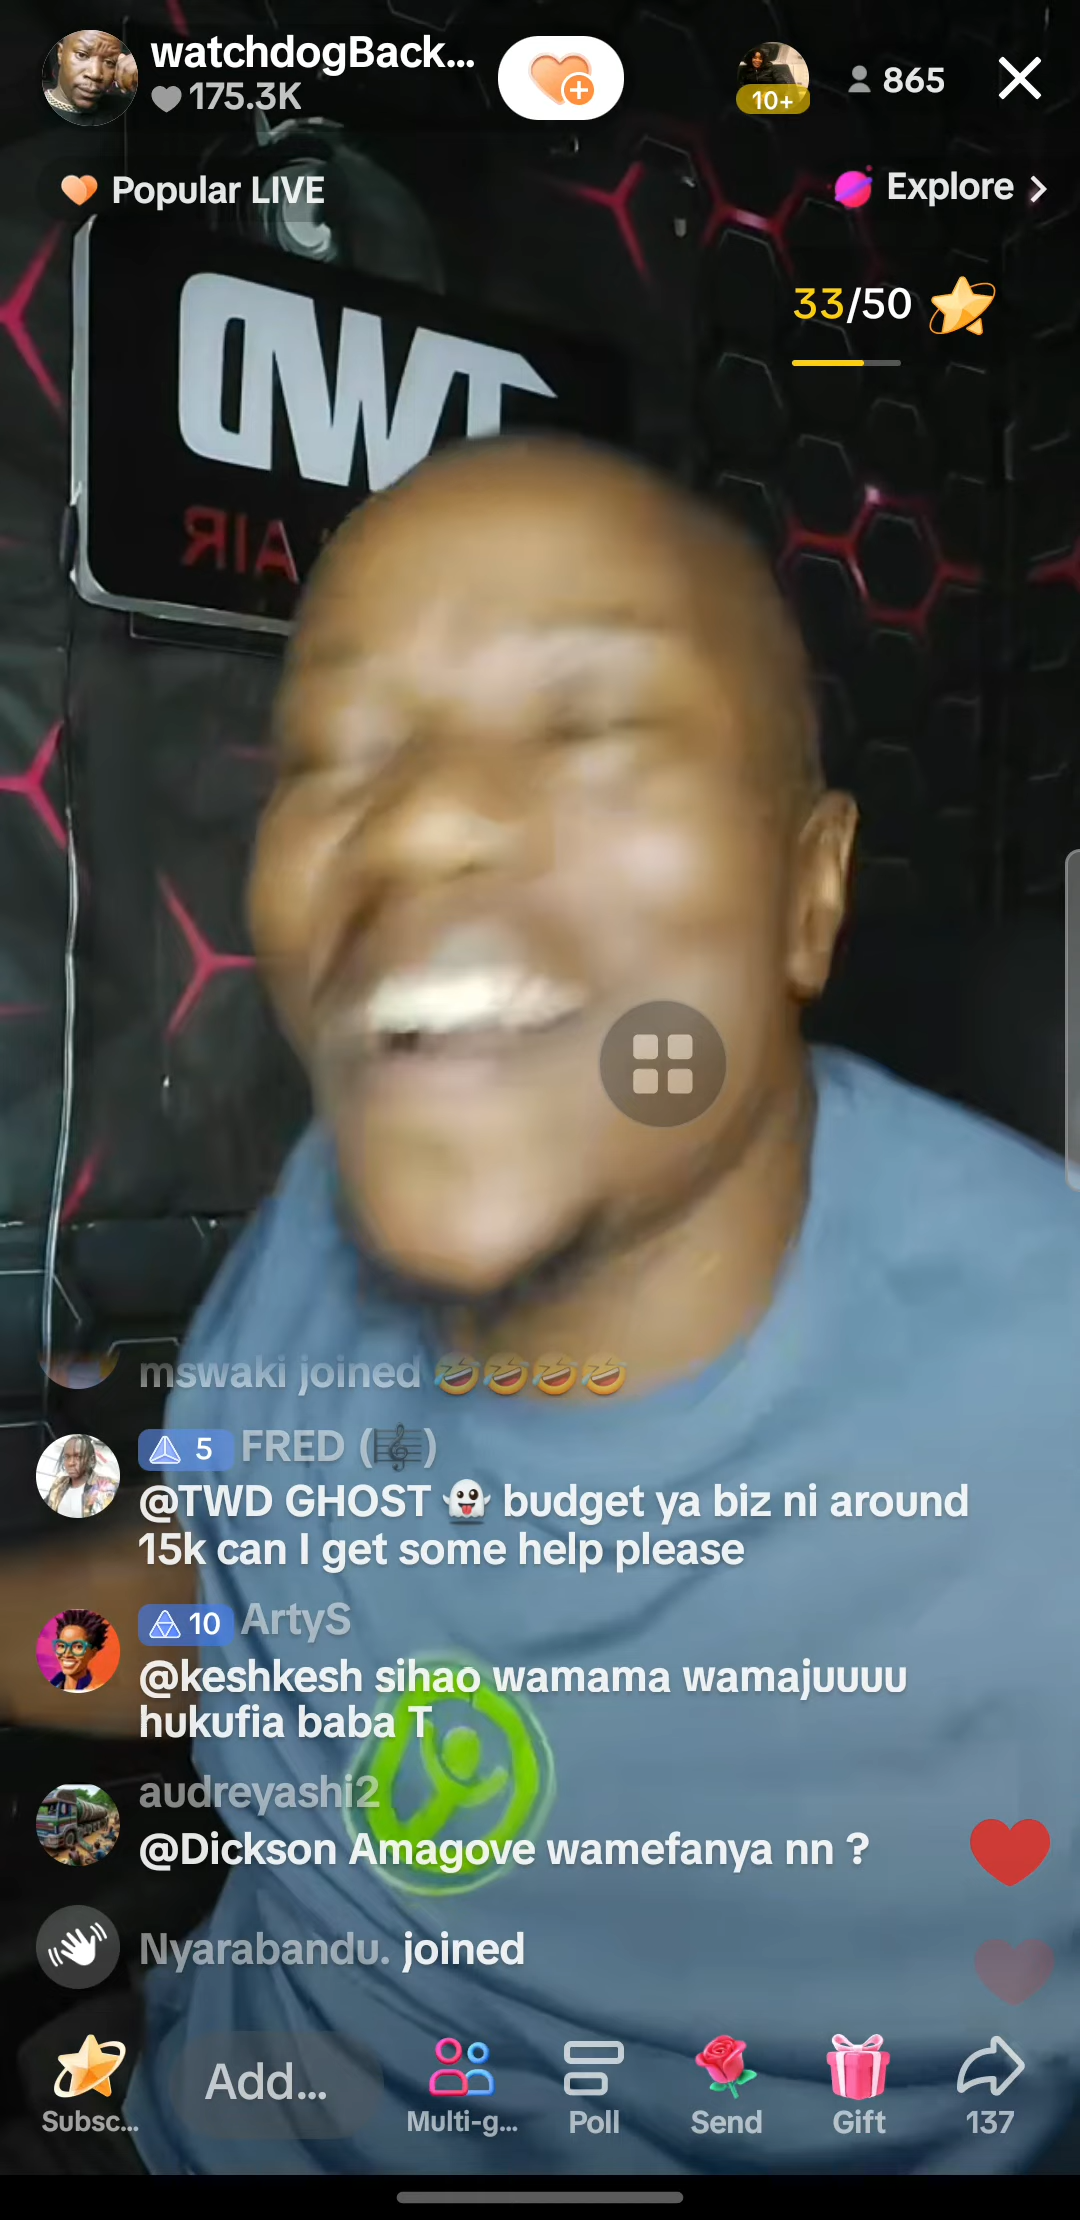 watchdogBack...
175.3K
10+
865
Popular LIVE
Explore
33/50
TWD
AIR
mswaki joined 🤣🤣🤣🤣
5 FRED (🎼)
@TWD GHOST 👻 budget ya biz ni around
15k can I get some help please
10 ArtyS
@keshkesh sihao wamama wamajuuuu
hukufia baba T
audreyashi2
@Dickson Amagove wamefanya nn ?
Nyarabandu. joined
Subsc...
Add...
Multi-g...
Poll
Send
Gift
137